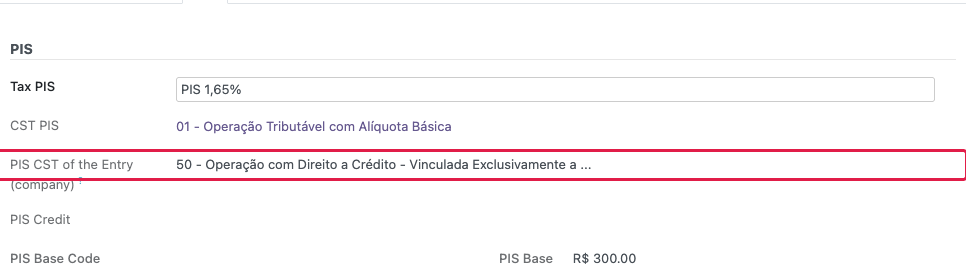 PIS
Tax PIS PIS 1,65%
CST PIS 01 - Operação Tributável com Alíquota Básica
PIS CST of the Entry 50 - Operação com Direito a Crédito - Vinculada Exclusivamente a ...
(company) ?
PIS Credit
PIS Base Code PIS Base R$ 300.00